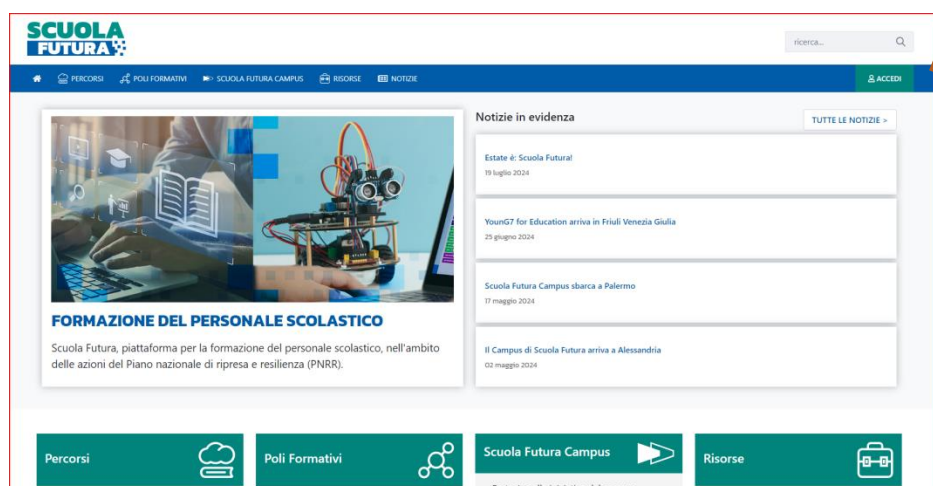 SCUOLA
FUTURA
ricerca...
PERCORSI POLI FORMATIVI SCUOLA FUTURA CAMPUS RISORSE NOTIZIE ACCEDI
Notizie in evidenza
TUTTE LE NOTIZIE >
Estate è: Scuola Futura!
19 luglio 2024
YounG7 for Education arriva in Friuli Venezia Giulia
25 giugno 2024
Scuola Futura Campus sbarca a Palermo
17 maggio 2024
Il Campus di Scuola Futura arriva a Alessandria
02 maggio 2024
FORMAZIONE DEL PERSONALE SCOLASTICO
Scuola Futura, piattaforma per la formazione del personale scolastico, nell'ambito
delle azioni del Piano nazionale di ripresa e resilienza (PNRR).
Percorsi
Poli Formativi
Scuola Futura Campus
Risorse